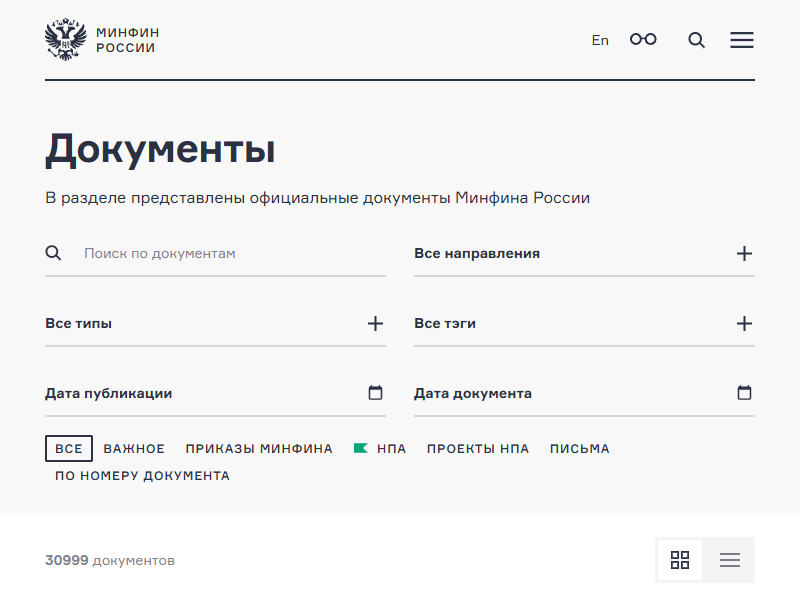 МИНФИН
РОССИИ
En
Документы
В разделе представлены официальные документы Минфина России
Поиск по документам
Все направления
Все типы
Все тэги
Дата публикации
Дата документа
ВСЕ ВАЖНОЕ ПРИКАЗЫ МИНФИНА НПА ПРОЕКТЫ НПА ПИСЬМА
ПО НОМЕРУ ДОКУМЕНТА
30999 документов